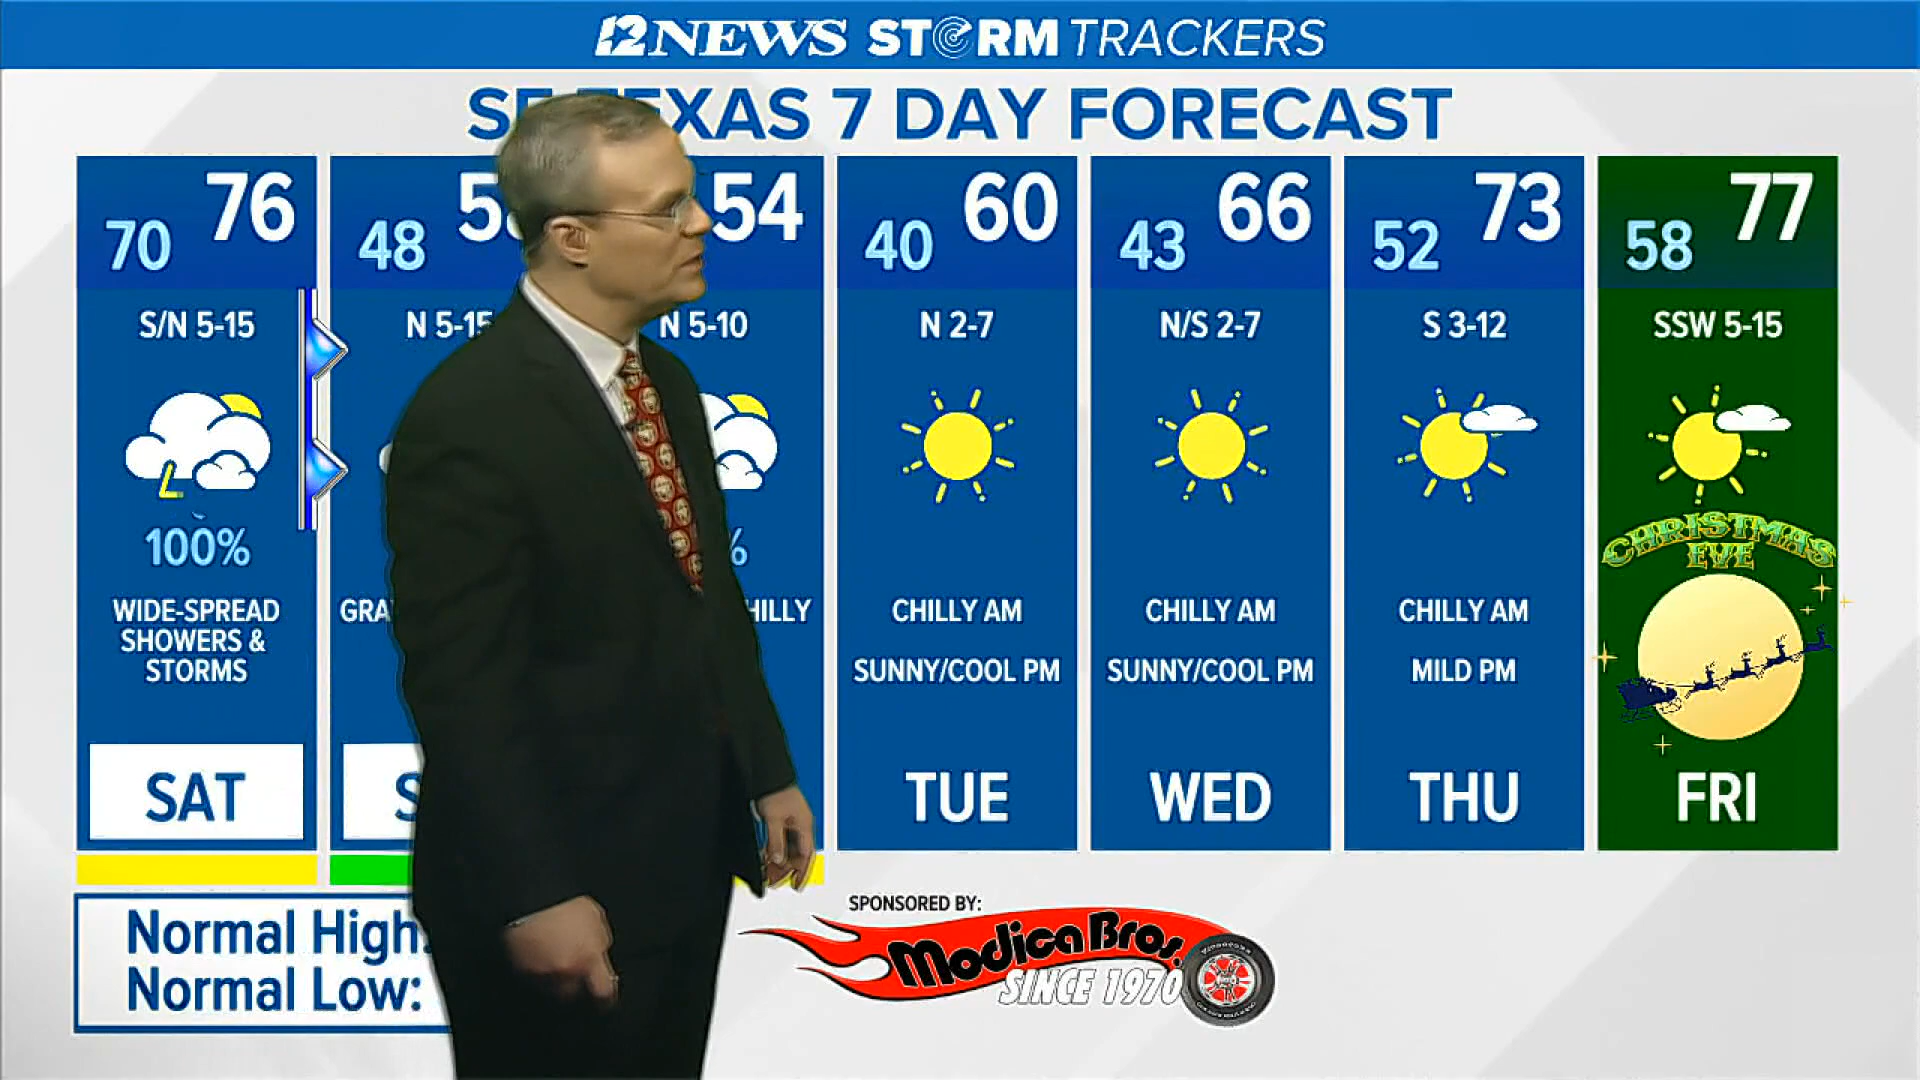 12NEWS STORM TRACKERS
TEXAS 7 DAY FORECAST
70 76
48
54
40 60
43 66
52 73
58 77
S/N 5-15
N 5-15
N 5-10
N 2-7
N/S 2-7
S 3-12
SSW 5-15
100%
%
CHRISTMAS
EVE
WIDE-SPREAD
SHOWERS &
STORMS
CHILLY AM
SUNNY/COOL PM
CHILLY AM
SUNNY/COOL PM
CHILLY AM
MILD PM
SAT
TUE
WED
THU
FRI
Normal High:
Normal Low:
SPONSORED BY:
Modica Bros.
SINCE 1970